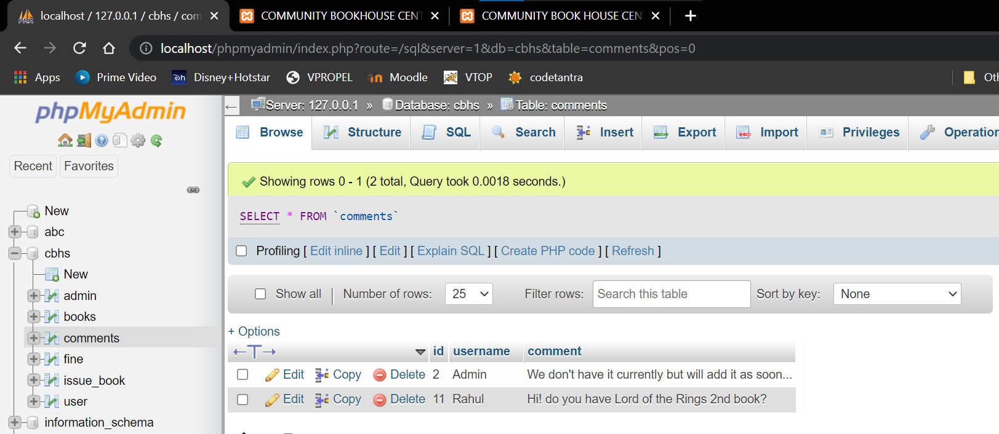 localhost / 127.0.0.1 / cbhs / com
COMMUNITY BOOKHOUSE CENT
COMMUNITY BOOK HOUSE CEN
localhost/phpmyadmin/index.php?route=/sql&server=1&db=cbhs&table=comments&pos=0
Apps Prime Video Disney+Hotstar VPROPEL Moodle VTOP codetantra Oth
phpMyAdmin
Recent Favorites
New
abc
cbhs
New
admin
books
comments
fine
issue_book
user
information_schema
Server: 127.0.0.1 » Database: cbhs » Table: comments
Browse Structure SQL Search Insert Export Import Privileges Operation
Showing rows 0 - 1 (2 total, Query took 0.0018 seconds.)
SELECT * FROM `comments`
Profiling [ Edit inline ] [ Edit ] [ Explain SQL ] [ Create PHP code ] [ Refresh ]
Show all | Number of rows: 25 Filter rows: Search this table Sort by key: None
+ Options
←T→ id username comment
Edit Copy Delete 2 Admin We don't have it currently but will add it as soon...
Edit Copy Delete 11 Rahul Hi! do you have Lord of the Rings 2nd book?